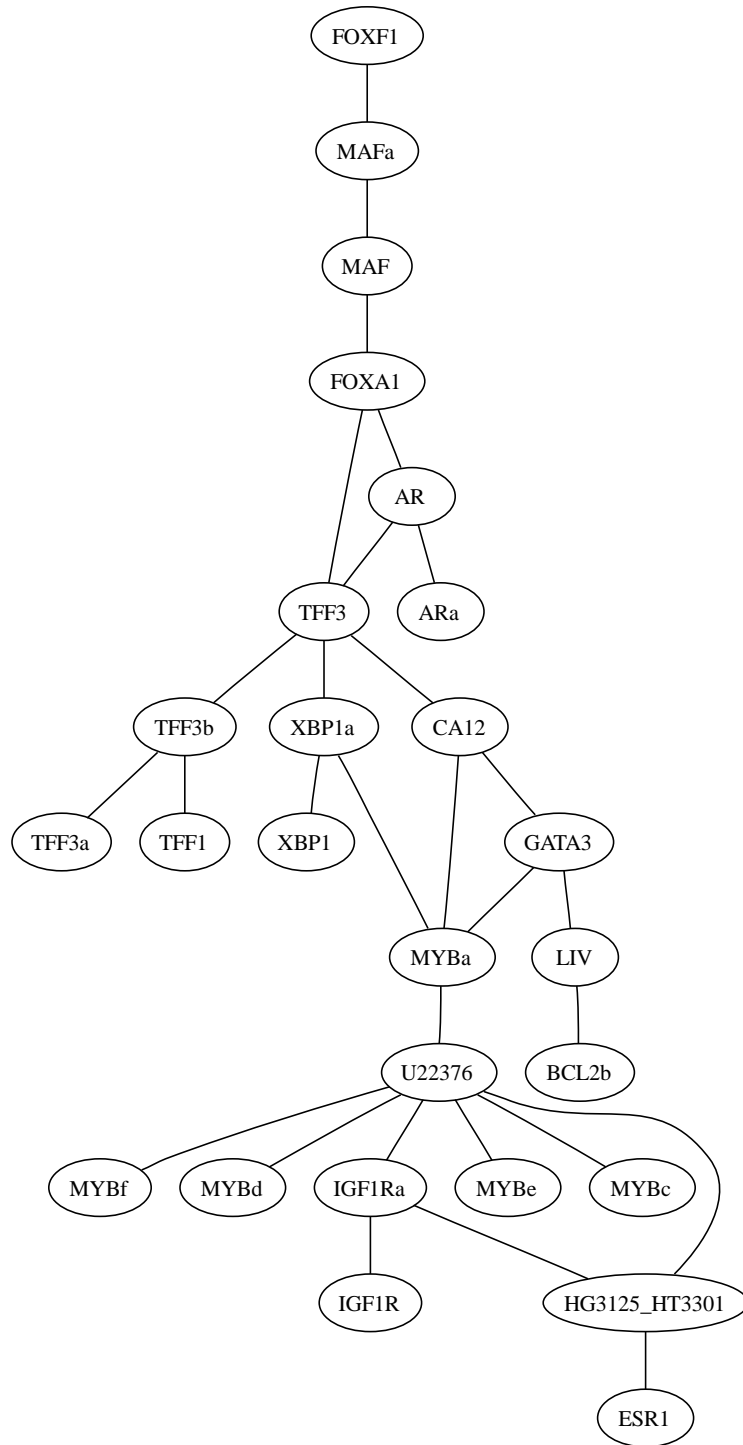 FOXF1
MAFa
MAF
FOXA1
AR
TFF3
ARa
TFF3b
XBP1a
CA12
TFF3a
TFF1
XBP1
GATA3
MYBa
LIV
U22376
BCL2b
MYBf
MYBd
IGF1Ra
MYBe
MYBc
IGF1R
HG3125_HT3301
ESR1